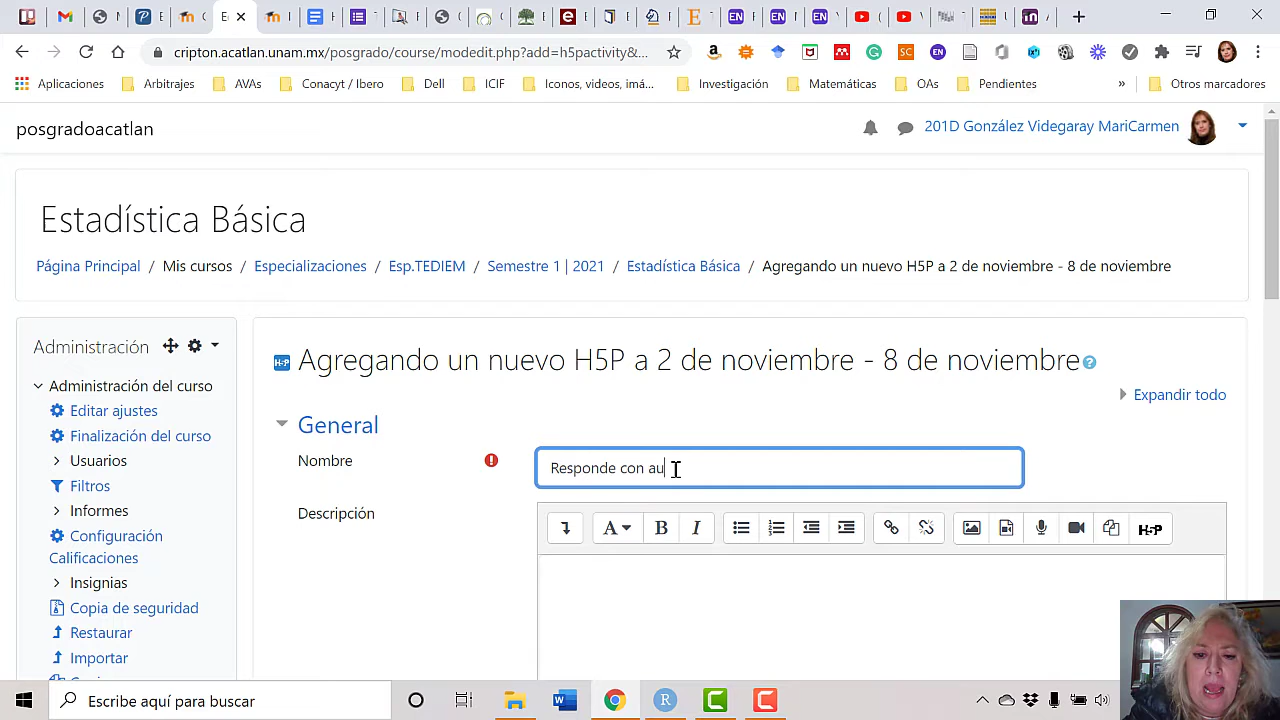 cripton.acatlan.unam.mx/posgrado/course/modedit.php?add=h5pactivity&...
Aplicaciones Arbitrajes AVAs Conacyt / Ibero Dell ICIF Iconos, videos, imá... Investigación Matemáticas OAs Pendientes » Otros marcadores
posgradoacatlan
201D González Videgaray MariCarmen
Estadística Básica
Página Principal / Mis cursos / Especializaciones / Esp.TEDIEM / Semestre 1 | 2021 / Estadística Básica / Agregando un nuevo H5P a 2 de noviembre - 8 de noviembre
Administración
Administración del curso
Editar ajustes
Finalización del curso
Usuarios
Filtros
Informes
Configuración
Calificaciones
Insignias
Copia de seguridad
Restaurar
Importar
H5P Agregando un nuevo H5P a 2 de noviembre - 8 de noviembre
Expandir todo
General
Nombre
Responde con au
Descripción
A B I H5P
Escribe aquí para buscar